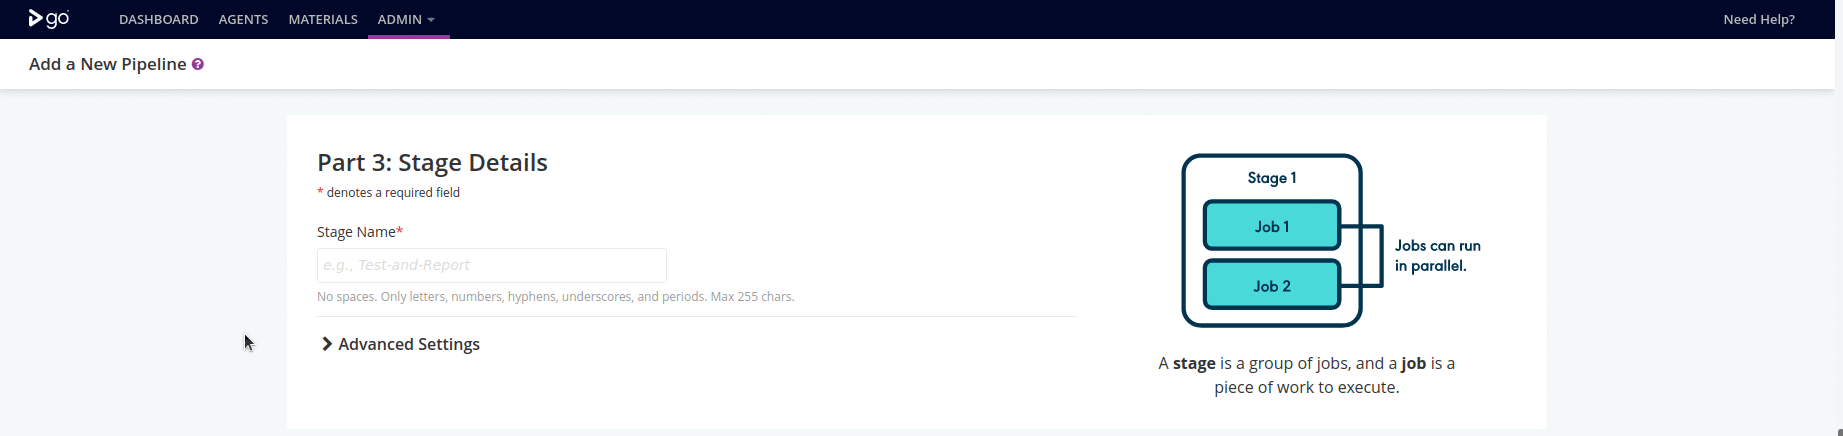 go DASHBOARD AGENTS MATERIALS ADMIN Need Help?
Add a New Pipeline ?
Part 3: Stage Details
* denotes a required field
Stage Name*
e.g., Test-and-Report
No spaces. Only letters, numbers, hyphens, underscores, and periods. Max 255 chars.
Advanced Settings
Stage 1
Job 1
Job 2
Jobs can run
in parallel.
A stage is a group of jobs, and a job is a
piece of work to execute.